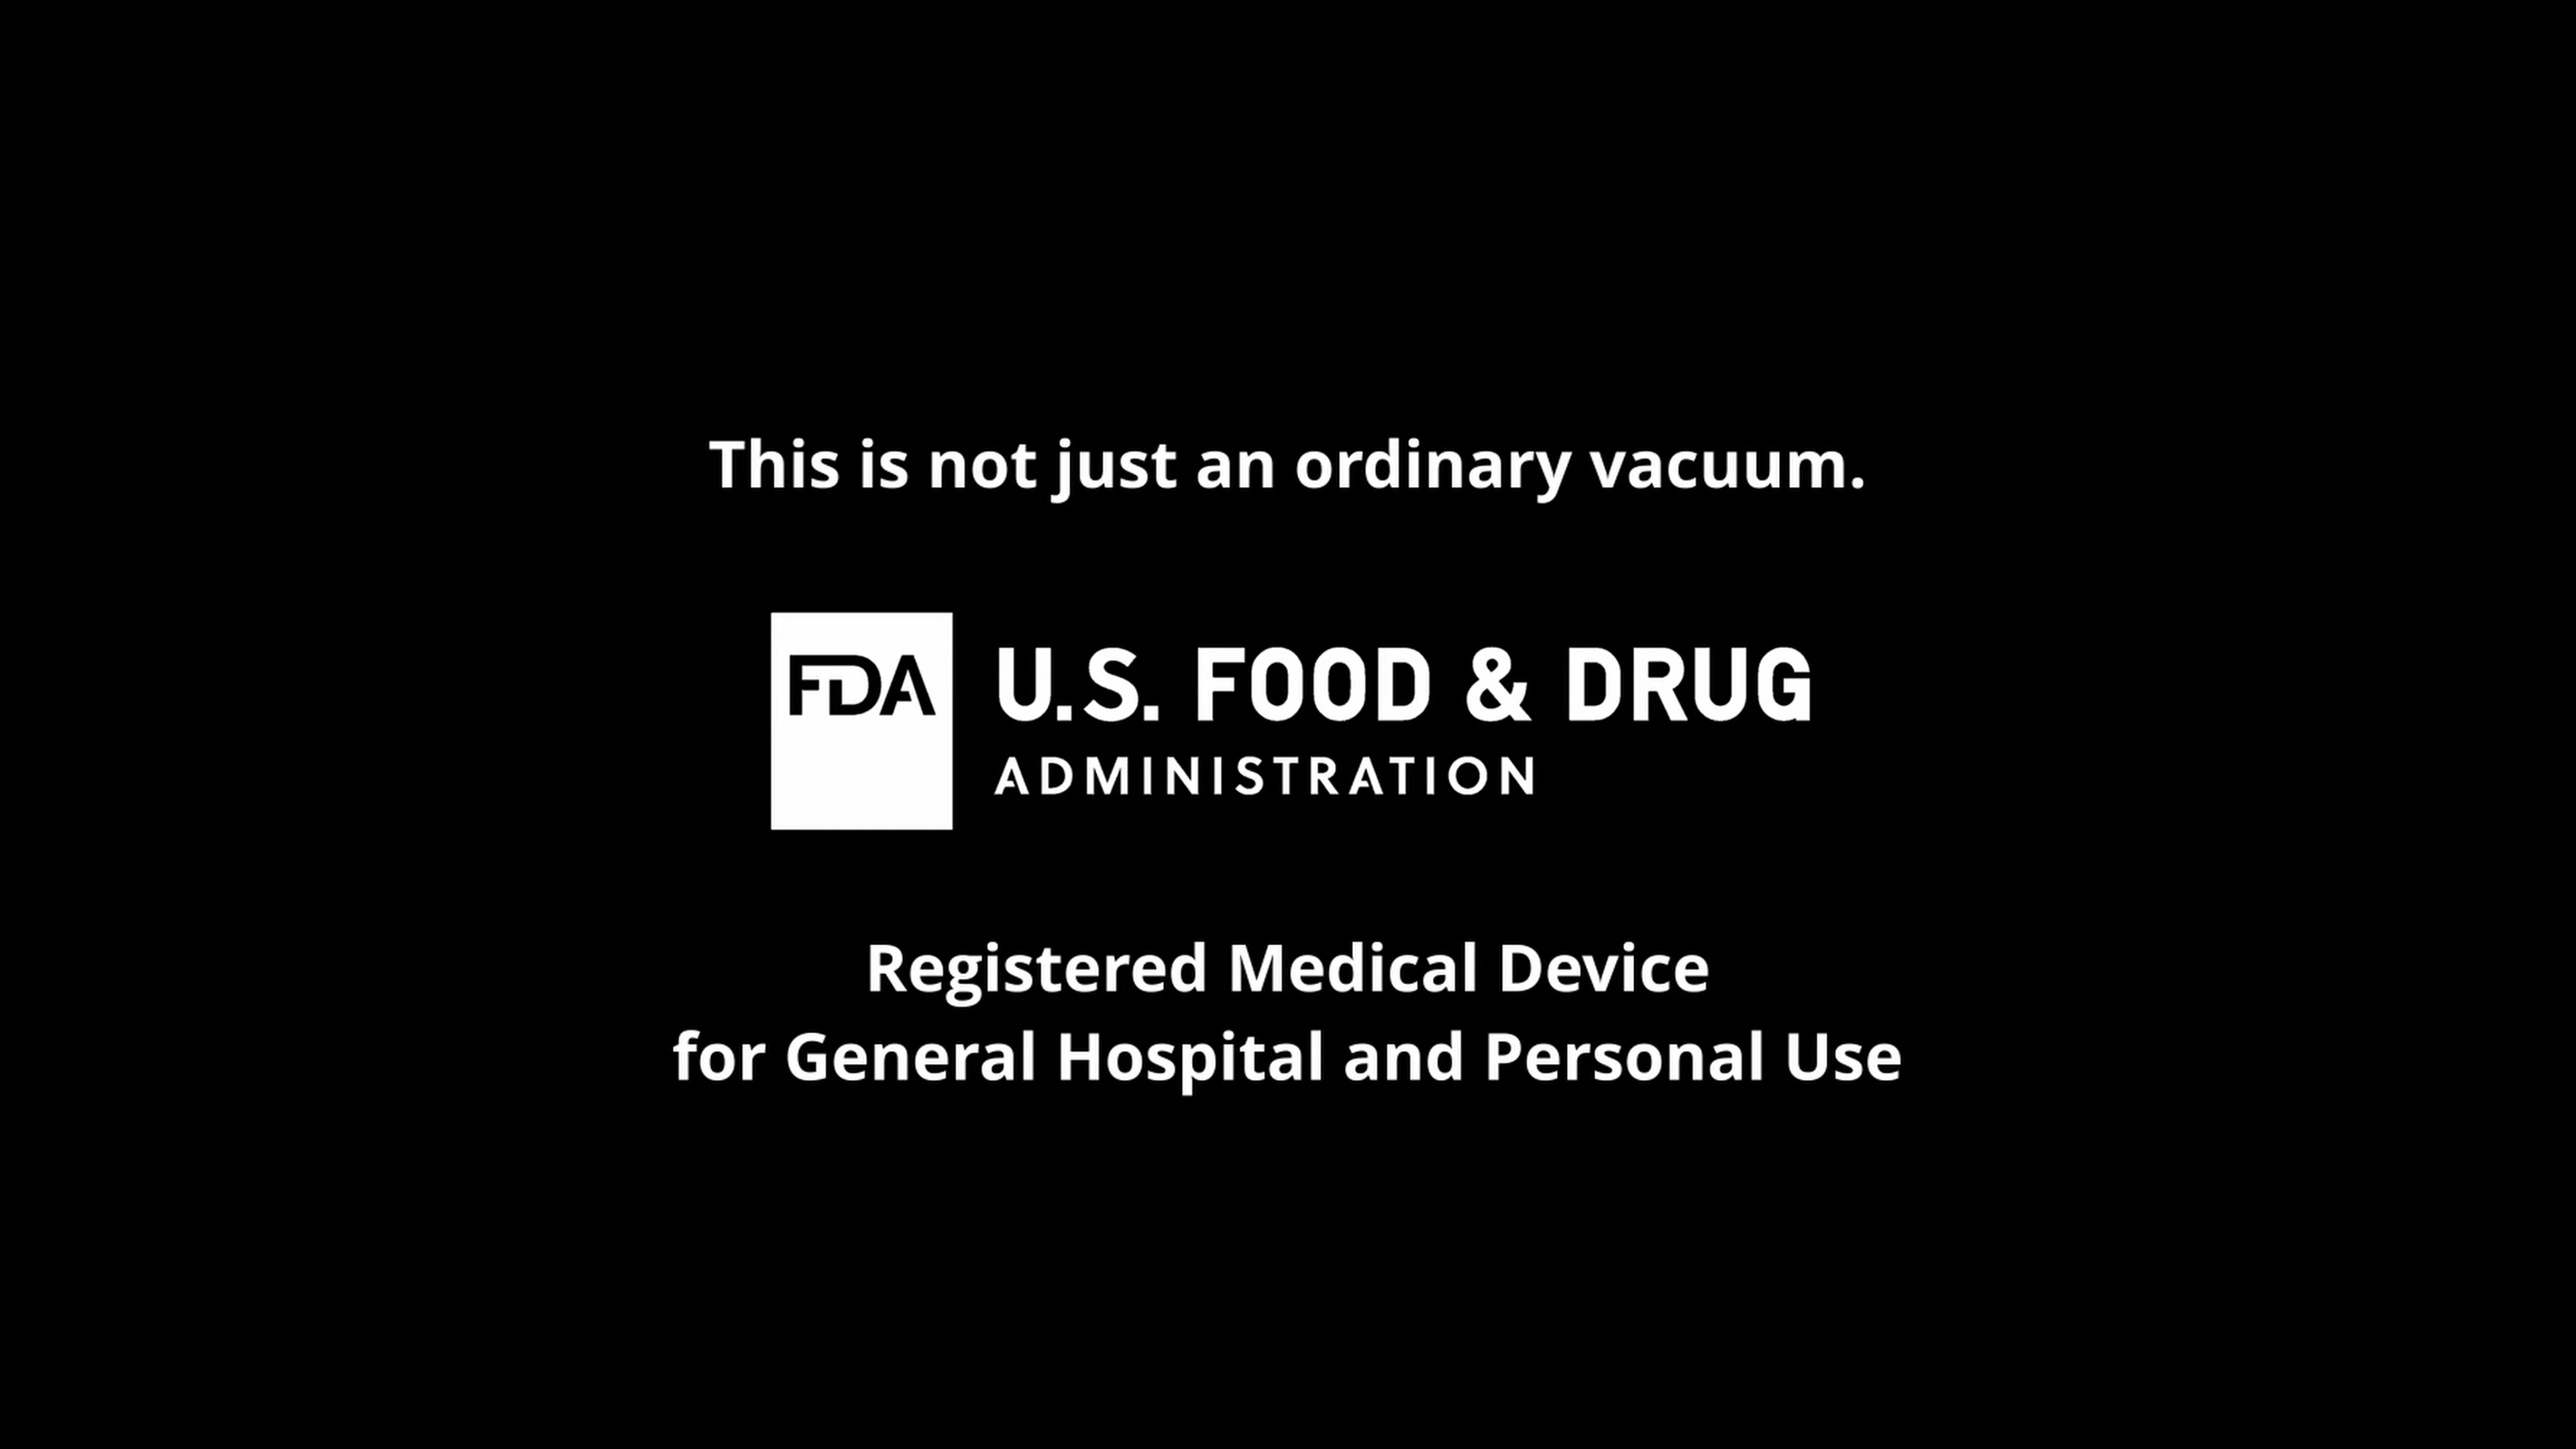 This is not just an ordinary vacuum.
FDA U.S. FOOD & DRUG
ADMINISTRATION
Registered Medical Device
for General Hospital and Personal Use